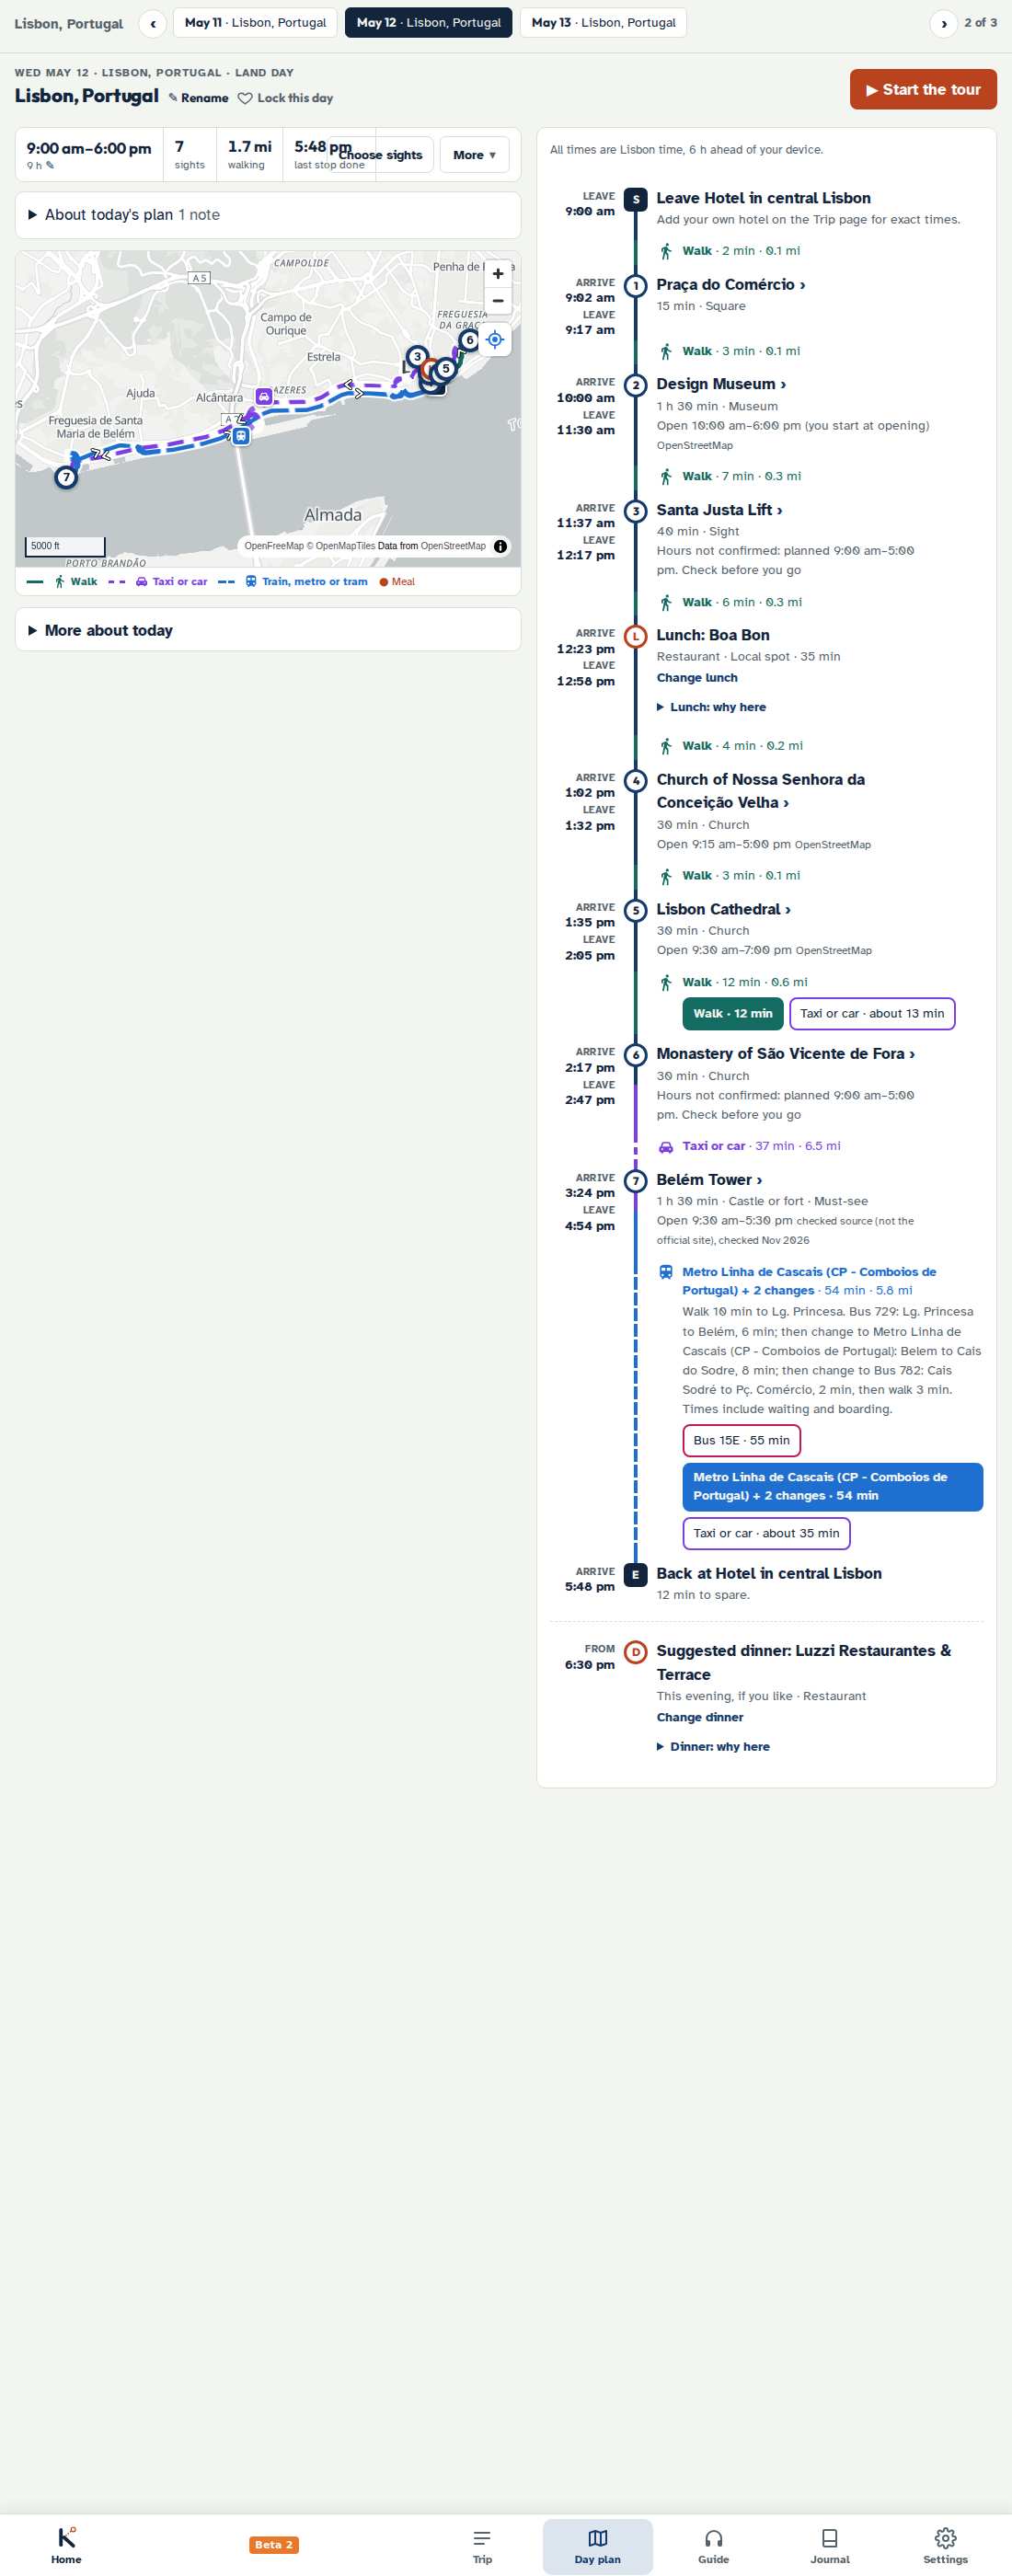 Lisbon, Portugal
‹
May 11 · Lisbon, Portugal
May 12 · Lisbon, Portugal
May 13 · Lisbon, Portugal
›
2 of 3
WED MAY 12 · LISBON, PORTUGAL · LAND DAY
Lisbon, Portugal
✎ Rename
Lock this day
▶ Start the tour
9:00 am–6:00 pm
9 h ✎
7
sights
1.7 mi
walking
5:48 pm
last stop done
Choose sights
More ▾
▶ About today's plan 1 note
CAMPOLIDE
A 5
Penha de
a
Campo de
Ourique
FREGUESIA
DA GRAÇA
Estrela
Ajuda
Alcântara
AZERES
A 7
Freguesia de Santa
Maria de Belém
Almada
PORTO BRANDÃO
+
−
3
5
6
7
5000 ft
OpenFreeMap © OpenMapTiles Data from OpenStreetMap
Walk
Taxi or car
Train, metro or tram
Meal
▶ More about today
All times are Lisbon time, 6 h ahead of your device.
LEAVE
9:00 am
S
Leave Hotel in central Lisbon
Add your own hotel on the Trip page for exact times.
Walk · 2 min · 0.1 mi
ARRIVE
9:02 am
LEAVE
9:17 am
1
Praça do Comércio ›
15 min · Square
Walk · 3 min · 0.1 mi
ARRIVE
10:00 am
LEAVE
11:30 am
2
Design Museum ›
1 h 30 min · Museum
Open 10:00 am–6:00 pm (you start at opening)
OpenStreetMap
Walk · 7 min · 0.3 mi
ARRIVE
11:37 am
LEAVE
12:17 pm
3
Santa Justa Lift ›
40 min · Sight
Hours not confirmed: planned 9:00 am–5:00
pm. Check before you go
Walk · 6 min · 0.3 mi
ARRIVE
12:23 pm
LEAVE
12:58 pm
L
Lunch: Boa Bon
Restaurant · Local spot · 35 min
Change lunch
▶ Lunch: why here
Walk · 4 min · 0.2 mi
ARRIVE
1:02 pm
LEAVE
1:32 pm
4
Church of Nossa Senhora da
Conceição Velha ›
30 min · Church
Open 9:15 am–5:00 pm OpenStreetMap
Walk · 3 min · 0.1 mi
ARRIVE
1:35 pm
LEAVE
2:05 pm
5
Lisbon Cathedral ›
30 min · Church
Open 9:30 am–7:00 pm OpenStreetMap
Walk · 12 min · 0.6 mi
Walk · 12 min
Taxi or car · about 13 min
ARRIVE
2:17 pm
LEAVE
2:47 pm
6
Monastery of São Vicente de Fora ›
30 min · Church
Hours not confirmed: planned 9:00 am–5:00
pm. Check before you go
Taxi or car · 37 min · 6.5 mi
ARRIVE
3:24 pm
LEAVE
4:54 pm
7
Belém Tower ›
1 h 30 min · Castle or fort · Must-see
Open 9:30 am–5:30 pm checked source (not the
official site), checked Nov 2026
Metro Linha de Cascais (CP - Comboios de
Portugal) + 2 changes · 54 min · 5.8 mi
Walk 10 min to Lg. Princesa. Bus 729: Lg. Princesa
to Belém, 6 min; then change to Metro Linha de
Cascais (CP - Comboios de Portugal): Belem to Cais
do Sodre, 8 min; then change to Bus 782: Cais
Sodré to Pç. Comércio, 2 min, then walk 3 min.
Times include waiting and boarding.
Bus 15E · 55 min
Metro Linha de Cascais (CP - Comboios de
Portugal) + 2 changes · 54 min
Taxi or car · about 35 min
ARRIVE
5:48 pm
E
Back at Hotel in central Lisbon
12 min to spare.
FROM
6:30 pm
D
Suggested dinner: Luzzi Restaurantes &
Terrace
This evening, if you like · Restaurant
Change dinner
▶ Dinner: why here
Home
Beta 2
Trip
Day plan
Guide
Journal
Settings